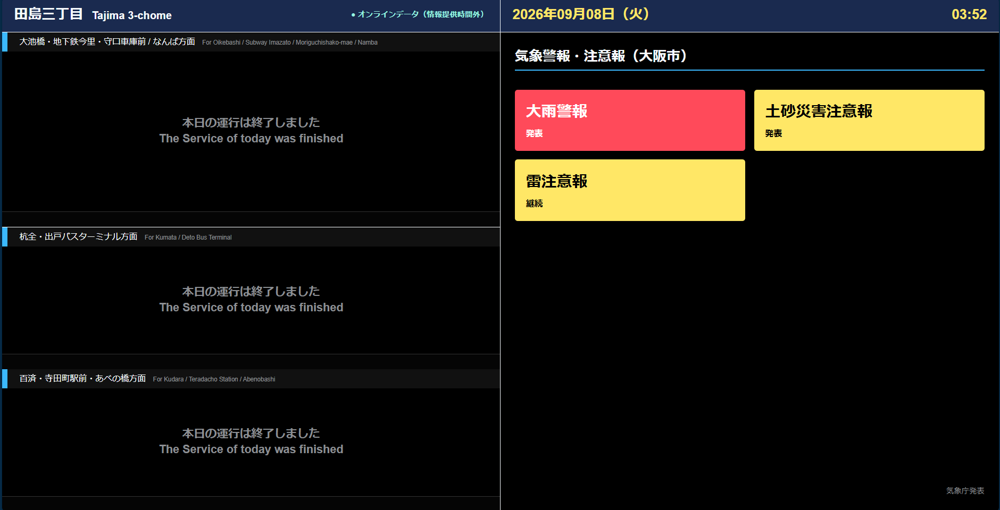 田島三丁目 Tajima 3-chome
● オンラインデータ（情報提供時間外）
大池橋・地下鉄今里・守口車庫前 / なんば方面 For Oikebashi / Subway Imazato / Moriguchishako-mae / Namba
本日の運行は終了しました
The Service of today was finished
杭全・出戸バスターミナル方面 For Kumata / Deto Bus Terminal
本日の運行は終了しました
The Service of today was finished
百済・寺田町駅前・あべの橋方面 For Kudara / Teradacho Station / Abenobashi
本日の運行は終了しました
The Service of today was finished
2026年09月08日（火） 03:52
気象警報・注意報（大阪市）
大雨警報
発表
土砂災害注意報
発表
雷注意報
継続
気象庁発表